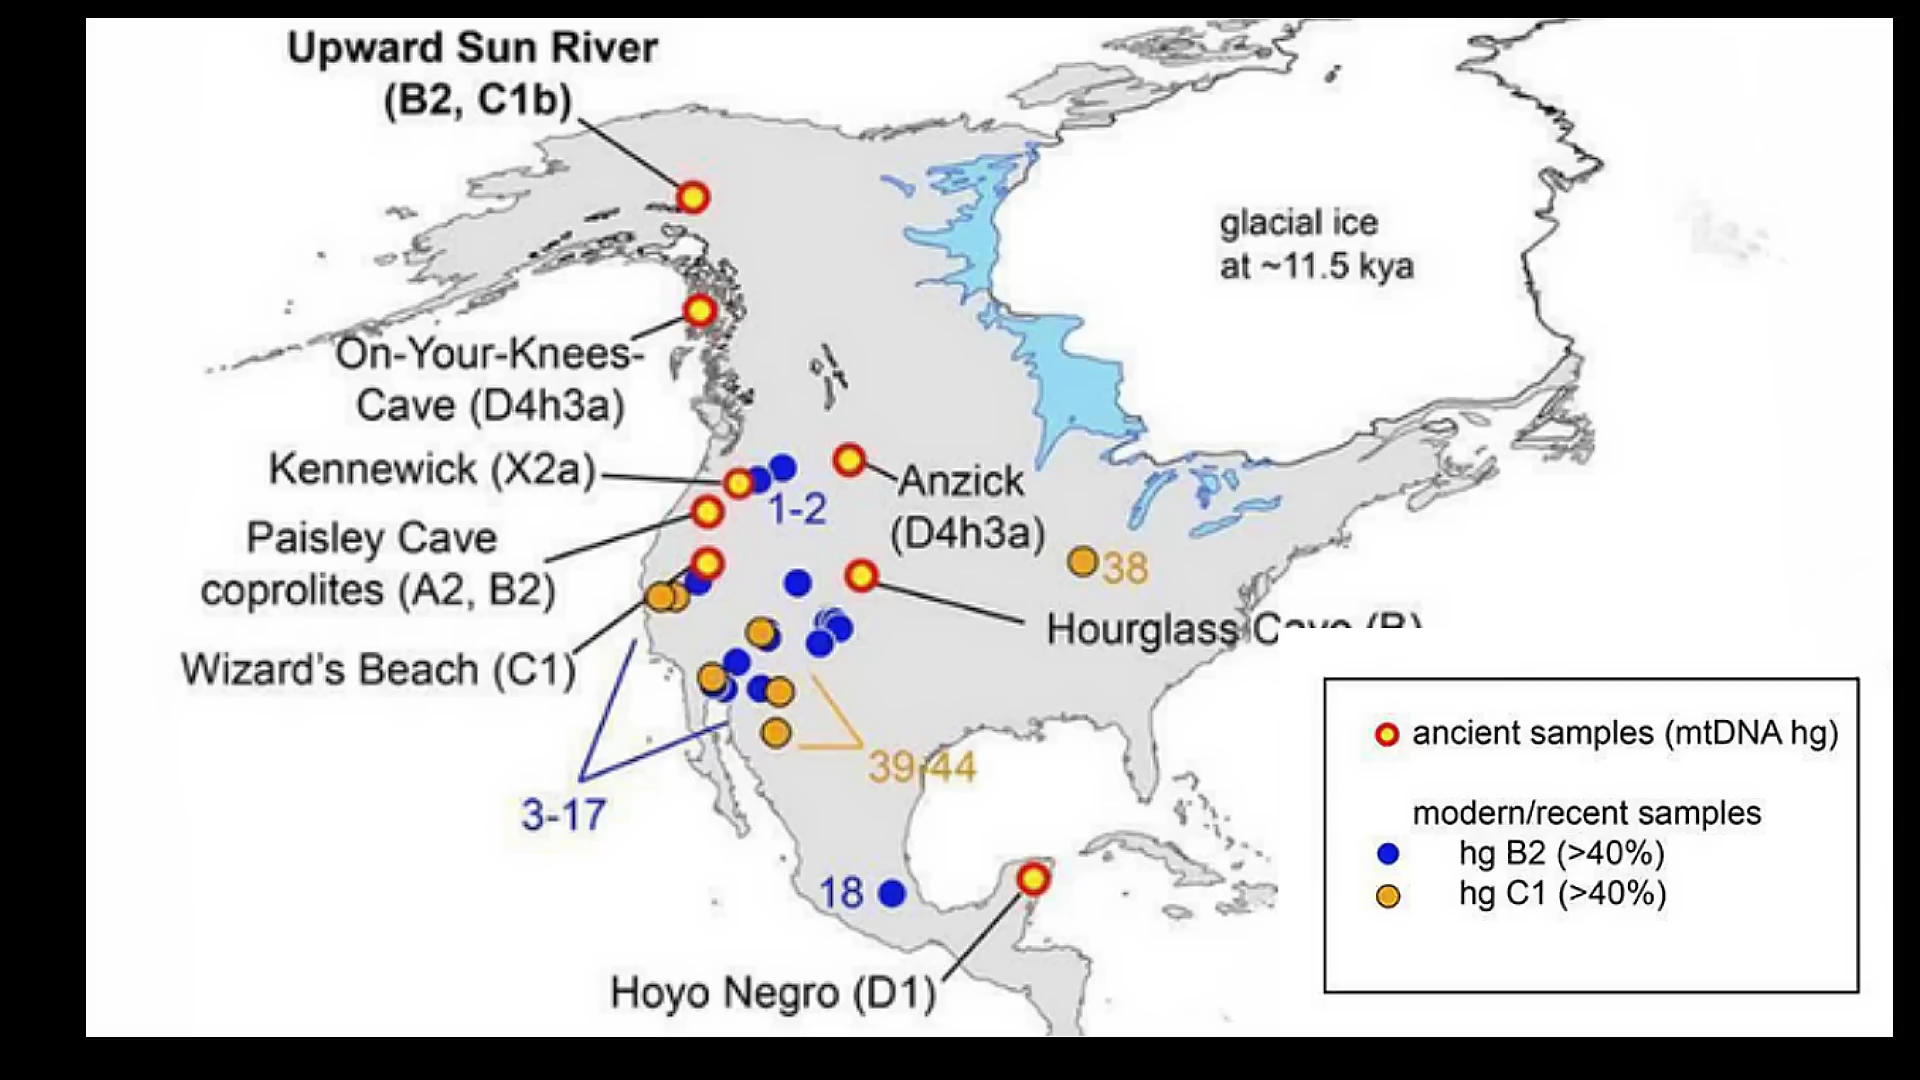 Upward Sun River
(B2, C1b)
glacial ice
at ~11.5 kya
On-Your-Knees-
Cave (D4h3a)
Kennewick (X2a)
1-2
Anzick
(D4h3a)
Paisley Cave
coprolites (A2, B2)
38
Hourglass Cave (B)
Wizard's Beach (C1)
39-44
3-17
18
Hoyo Negro (D1)
ancient samples (mtDNA hg)
modern/recent samples
hg B2 (>40%)
hg C1 (>40%)